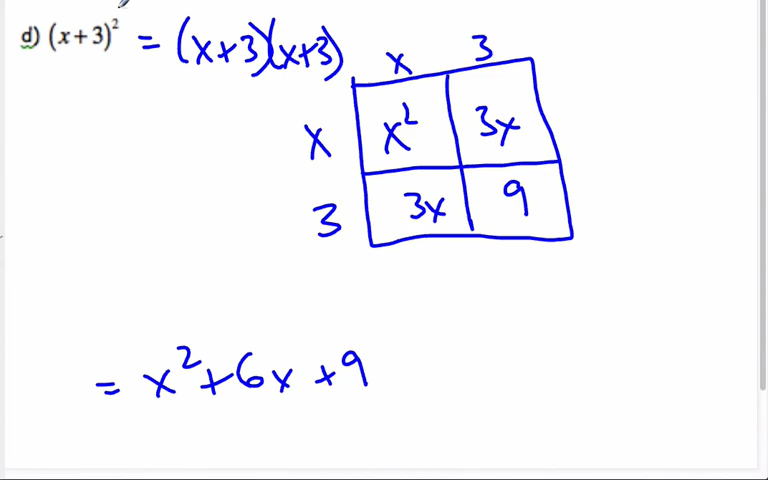 d) (x+3)² = (x+3)(x+3)
x 3
x x² 3x
3 3x 9
= x²+6x+9